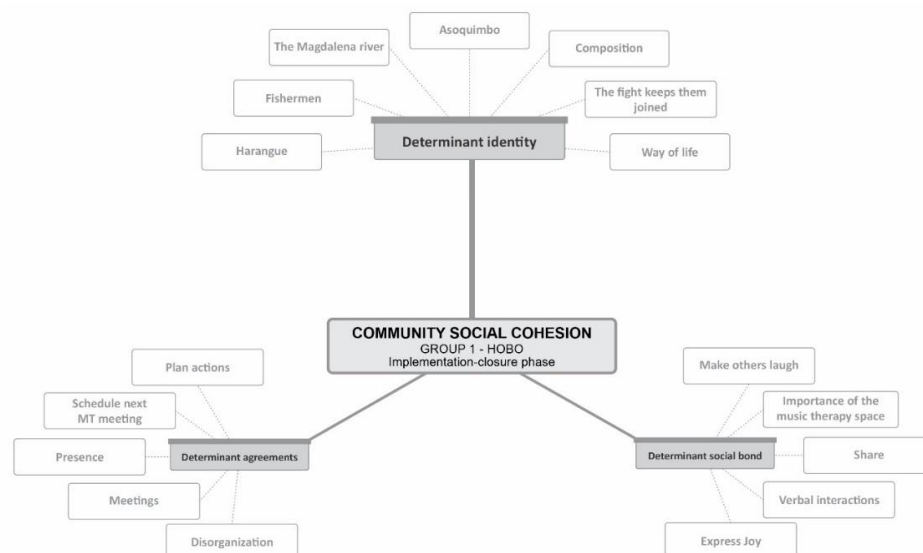 Asoquimbo
The Magdalena river
Composition
Fishermen
The fight keeps them
joined
Harangue
Determinant identity
Way of life
COMMUNITY SOCIAL COHESION
GROUP 1 - HOBO
Implementation-closure phase
Plan actions
Schedule next
MT meeting
Presence
Determinant agreements
Meetings
Disorganization
Make others laugh
Importance of the
music therapy space
Determinant social bond
Share
Verbal interactions
Express Joy